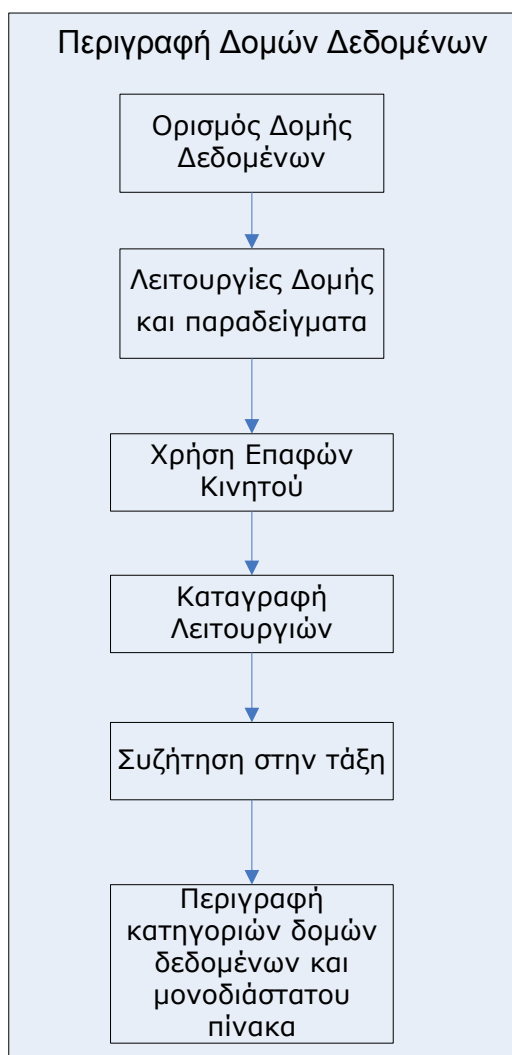 Περιγραφή Δομών Δεδομένων
Ορισμός Δομής
Δεδομένων
Λειτουργίες Δομής
και παραδείγματα
Χρήση Επαφών
Κινητού
Καταγραφή
Λειτουργιών
Συζήτηση στην τάξη
Περιγραφή
κατηγοριών δομών
δεδομένων και
μονοδιάστατου
πίνακα